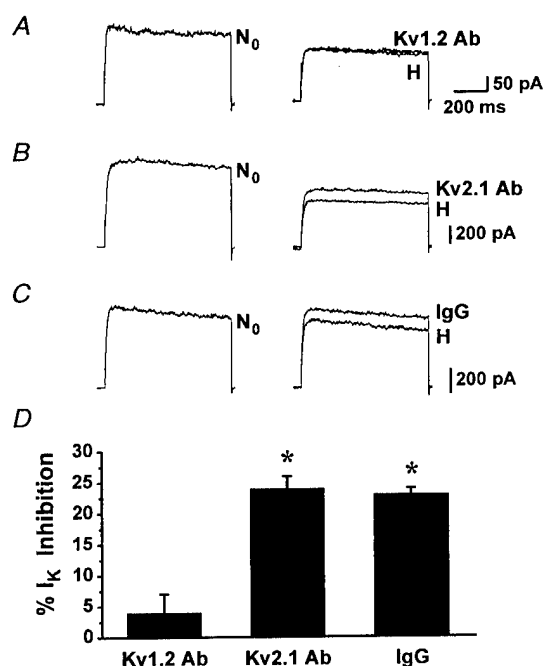 A
N₀
Kv1.2 Ab
H
50 pA
200 ms
B
N₀
Kv2.1 Ab
H
200 pA
C
N₀
IgG
H
200 pA
D
% I_K Inhibition
30
25
20
15
10
5
0
* *
Kv1.2 Ab Kv2.1 Ab IgG